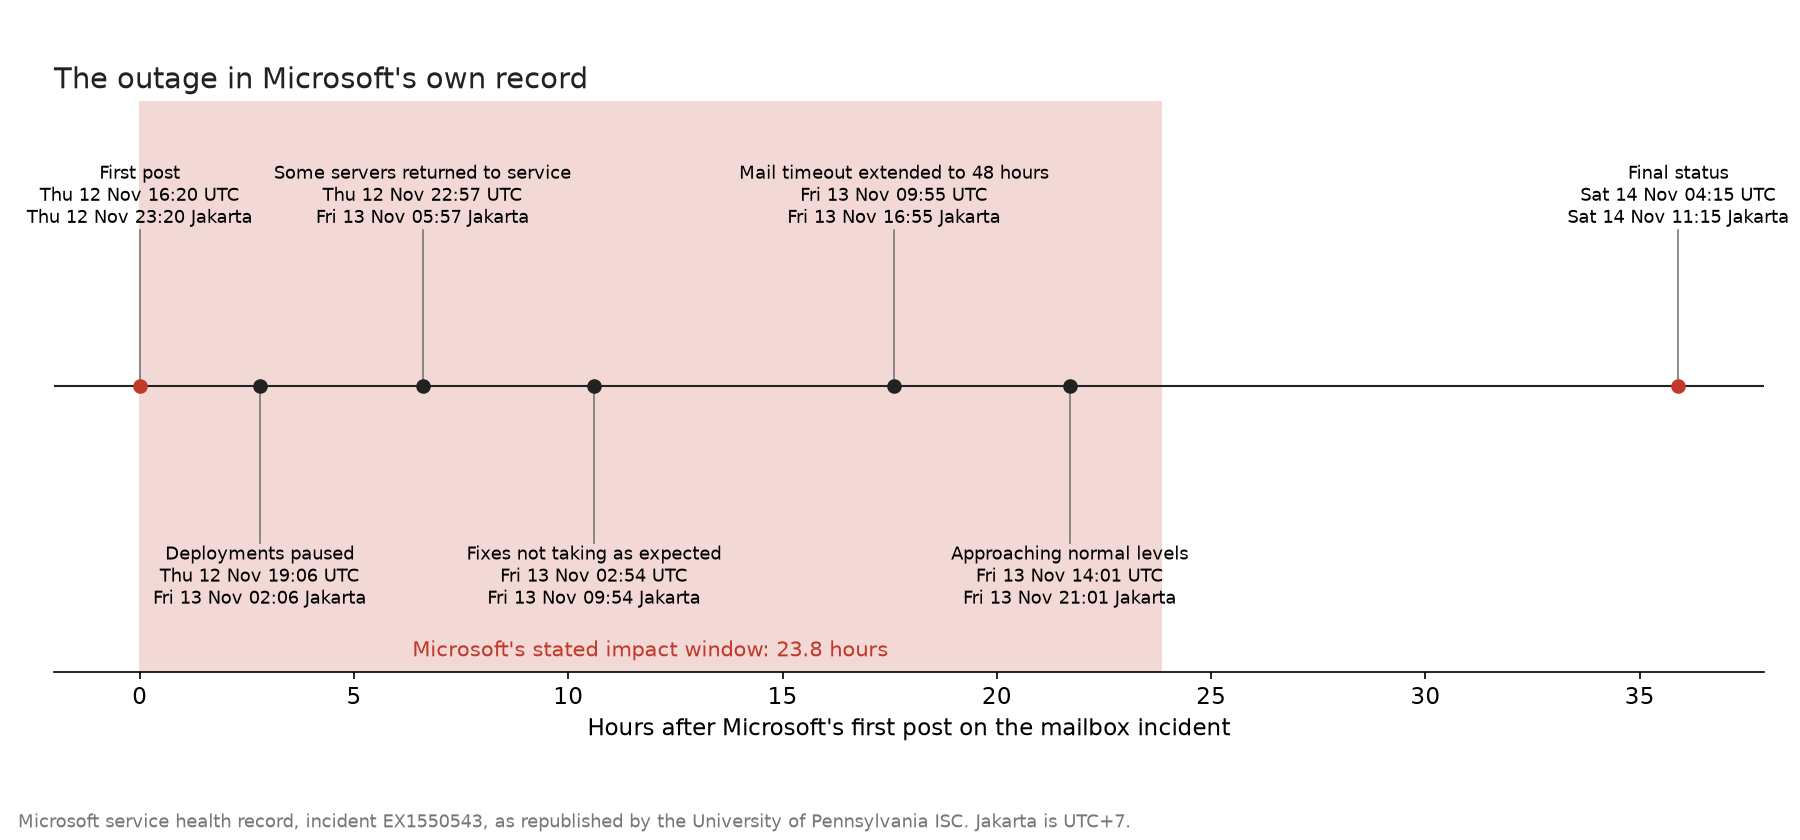 The outage in Microsoft's own record
First post
Thu 12 Nov 16:20 UTC
Thu 12 Nov 23:20 Jakarta
Some servers returned to service
Thu 12 Nov 22:57 UTC
Fri 13 Nov 05:57 Jakarta
Mail timeout extended to 48 hours
Fri 13 Nov 09:55 UTC
Fri 13 Nov 16:55 Jakarta
Final status
Sat 14 Nov 04:15 UTC
Sat 14 Nov 11:15 Jakarta
Deployments paused
Thu 12 Nov 19:06 UTC
Fri 13 Nov 02:06 Jakarta
Fixes not taking as expected
Fri 13 Nov 02:54 UTC
Fri 13 Nov 09:54 Jakarta
Approaching normal levels
Fri 13 Nov 14:01 UTC
Fri 13 Nov 21:01 Jakarta
Microsoft's stated impact window: 23.8 hours
0 5 10 15 20 25 30 35
Hours after Microsoft's first post on the mailbox incident
Microsoft service health record, incident EX1550543, as republished by the University of Pennsylvania ISC. Jakarta is UTC+7.